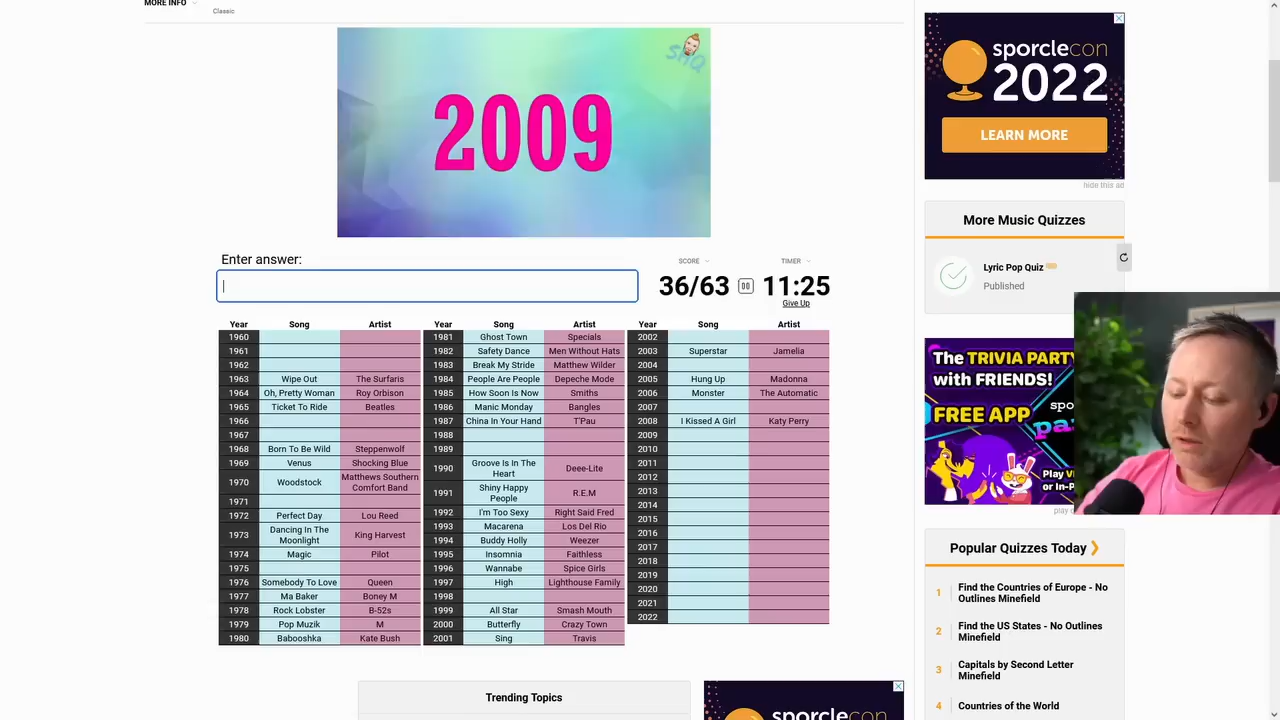 MORE INFO
Classic
SHQ
2009
Enter answer:
SCORE
TIMER
36/63
11:25
Give Up
Year Song Artist
1960
1961
1962
1963 Wipe Out The Surfaris
1964 Oh, Pretty Woman Roy Orbison
1965 Ticket To Ride Beatles
1966
1967
1968 Born To Be Wild Steppenwolf
1969 Venus Shocking Blue
1970 Woodstock Matthews Southern Comfort Band
1971
1972 Perfect Day Lou Reed
1973 Dancing In The Moonlight King Harvest
1974 Magic Pilot
1975
1976 Somebody To Love Queen
1977 Ma Baker Boney M
1978 Rock Lobster B-52s
1979 Pop Muzik M
1980 Babooshka Kate Bush
Year Song Artist
1981 Ghost Town Specials
1982 Safety Dance Men Without Hats
1983 Break My Stride Matthew Wilder
1984 People Are People Depeche Mode
1985 How Soon Is Now Smiths
1986 Manic Monday Bangles
1987 China In Your Hand T'Pau
1988
1989
1990 Groove Is In The Heart Deee-Lite
1991 Shiny Happy People R.E.M
1992 I'm Too Sexy Right Said Fred
1993 Macarena Los Del Rio
1994 Buddy Holly Weezer
1995 Insomnia Faithless
1996 Wannabe Spice Girls
1997 High Lighthouse Family
1998
1999 All Star Smash Mouth
2000 Butterfly Crazy Town
2001 Sing Travis
Year Song Artist
2002
2003 Superstar Jamelia
2004
2005 Hung Up Madonna
2006 Monster The Automatic
2007
2008 I Kissed A Girl Katy Perry
2009
2010
2011
2012
2013
2014
2015
2016
2017
2018
2019
2020
2021
2022
Trending Topics
sporclecon
sporclecon
2022
LEARN MORE
hide this ad
More Music Quizzes
Lyric Pop Quiz
Published
The TRIVIA PARTY
with FRIENDS!
FREE APP
spo
pa
Play V
or In-P
play
Popular Quizzes Today
1 Find the Countries of Europe - No
Outlines Minefield
2 Find the US States - No Outlines
Minefield
3 Capitals by Second Letter
Minefield
4 Countries of the World